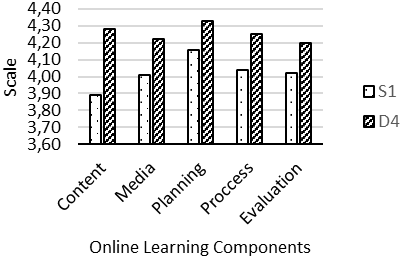 4,40
4,30
4,20
4,10
4,00
3,90
3,80
3,70
3,60
Scale
Content
Media
Planning
Proccess
Evaluation
Online Learning Components
S1
D4